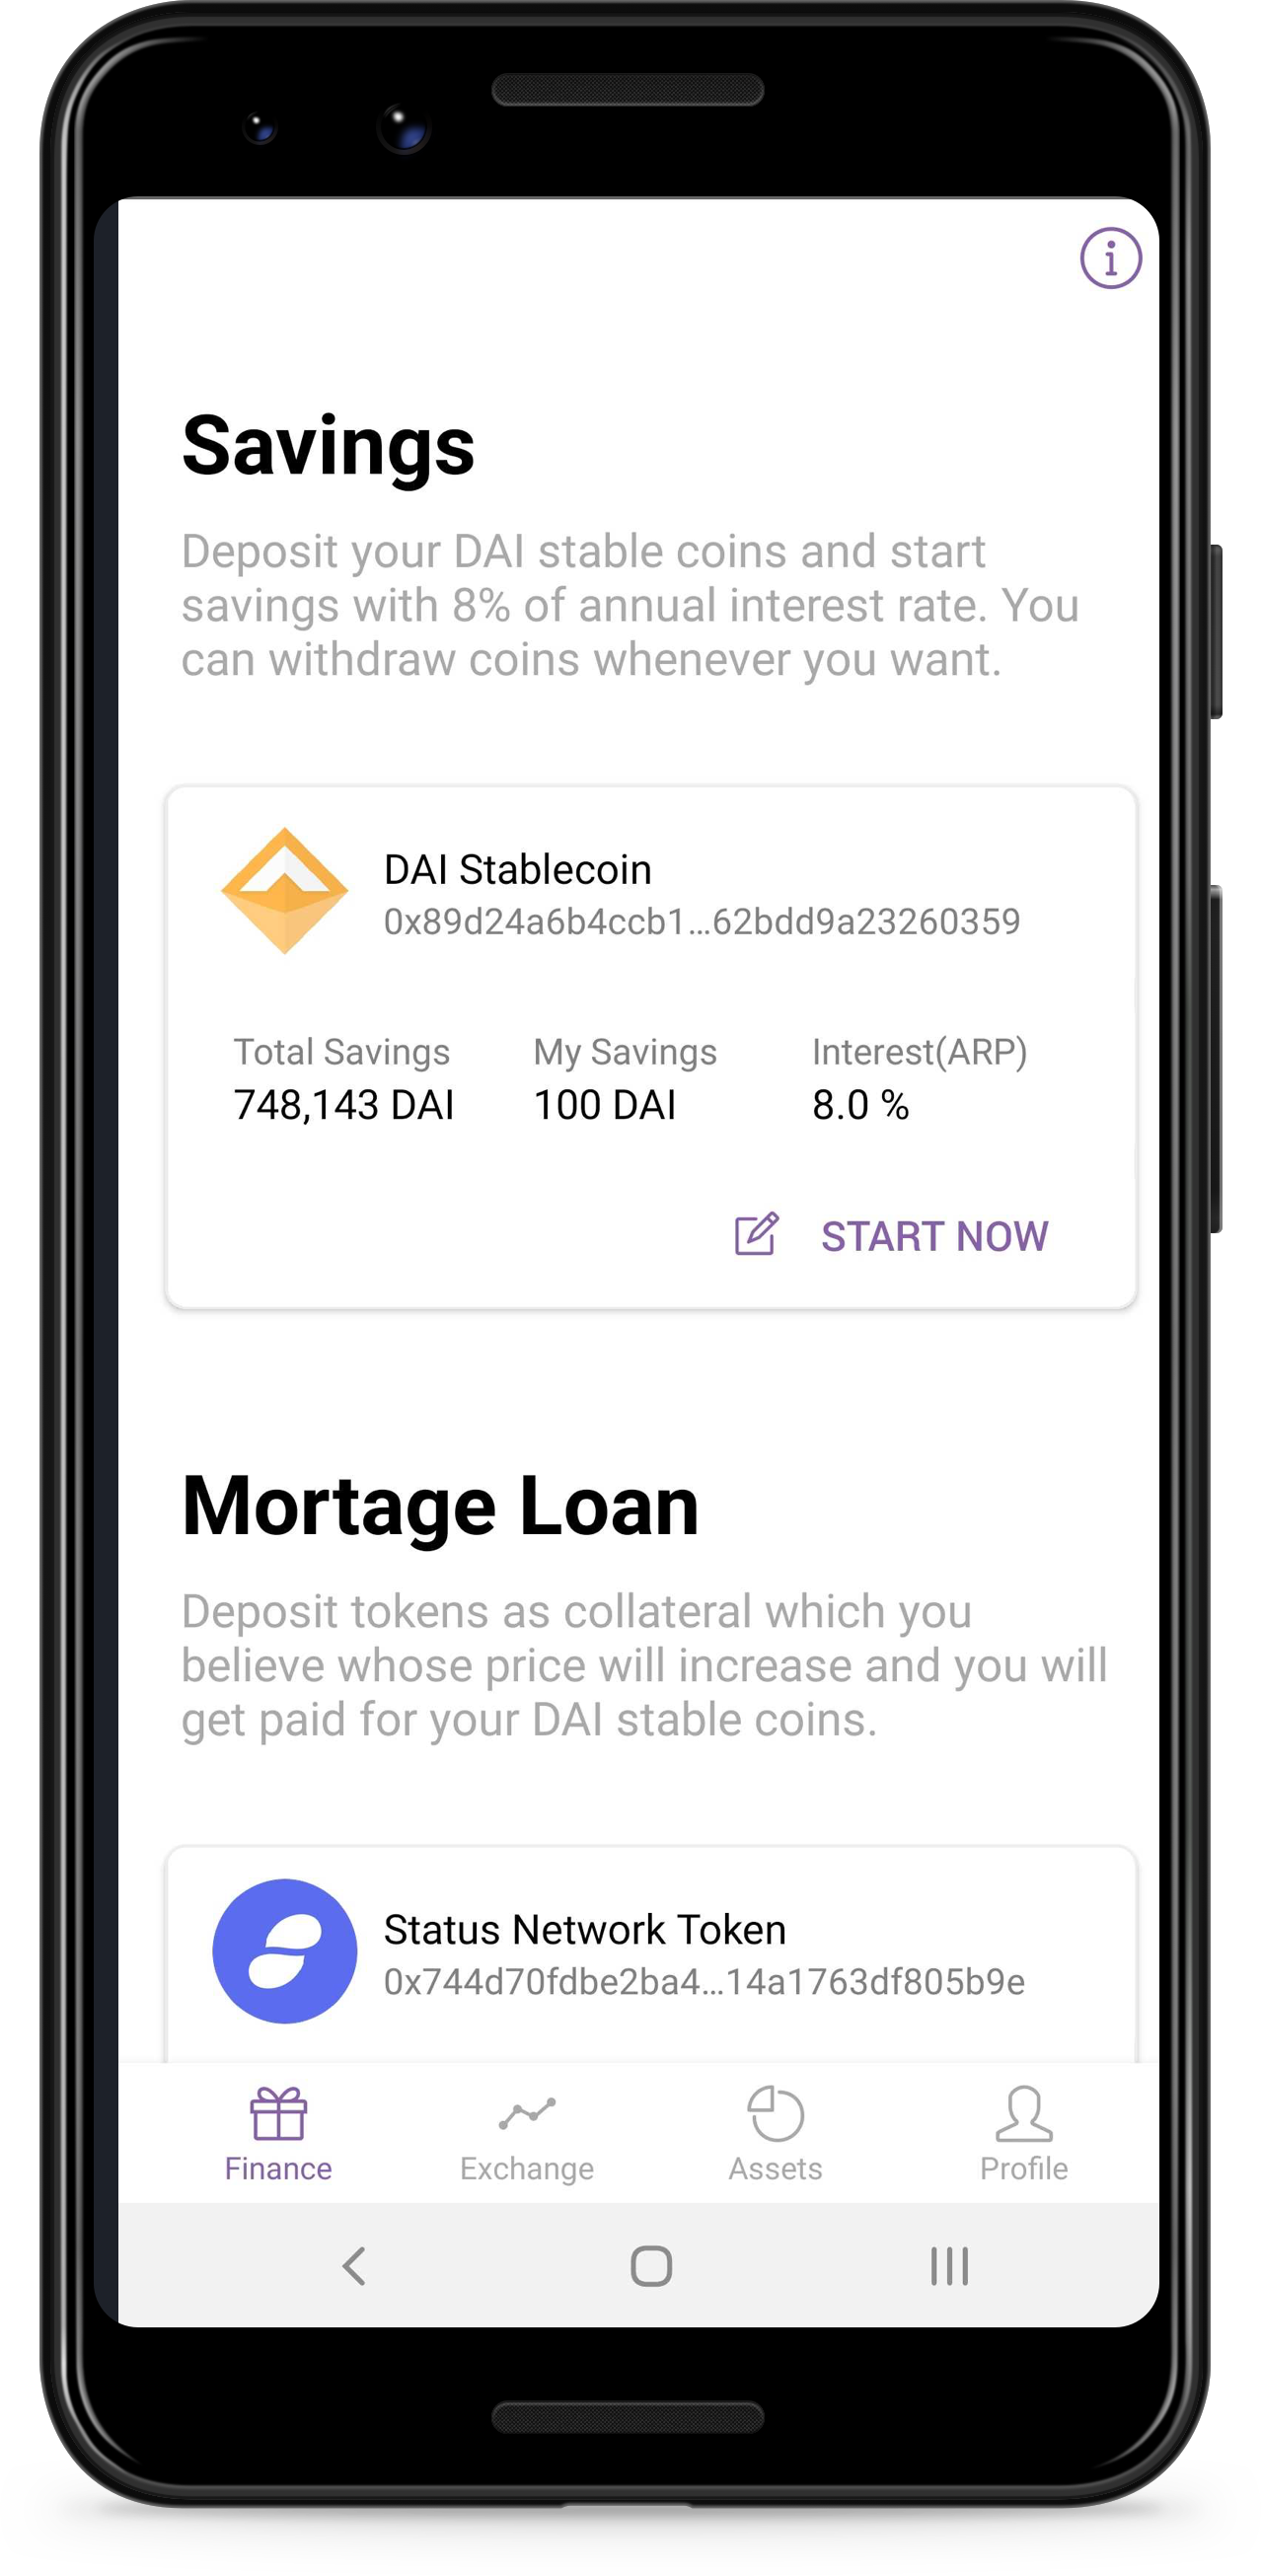 Savings
Deposit your DAI stable coins and start
savings with 8% of annual interest rate. You
can withdraw coins whenever you want.
DAI Stablecoin
0x89d24a6b4ccb1...62bdd9a23260359
Total Savings My Savings Interest(ARP)
748,143 DAI 100 DAI 8.0 %
START NOW
Mortage Loan
Deposit tokens as collateral which you
believe whose price will increase and you will
get paid for your DAI stable coins.
Status Network Token
0x744d70fdbe2ba4...14a1763df805b9e
Finance Exchange Assets Profile